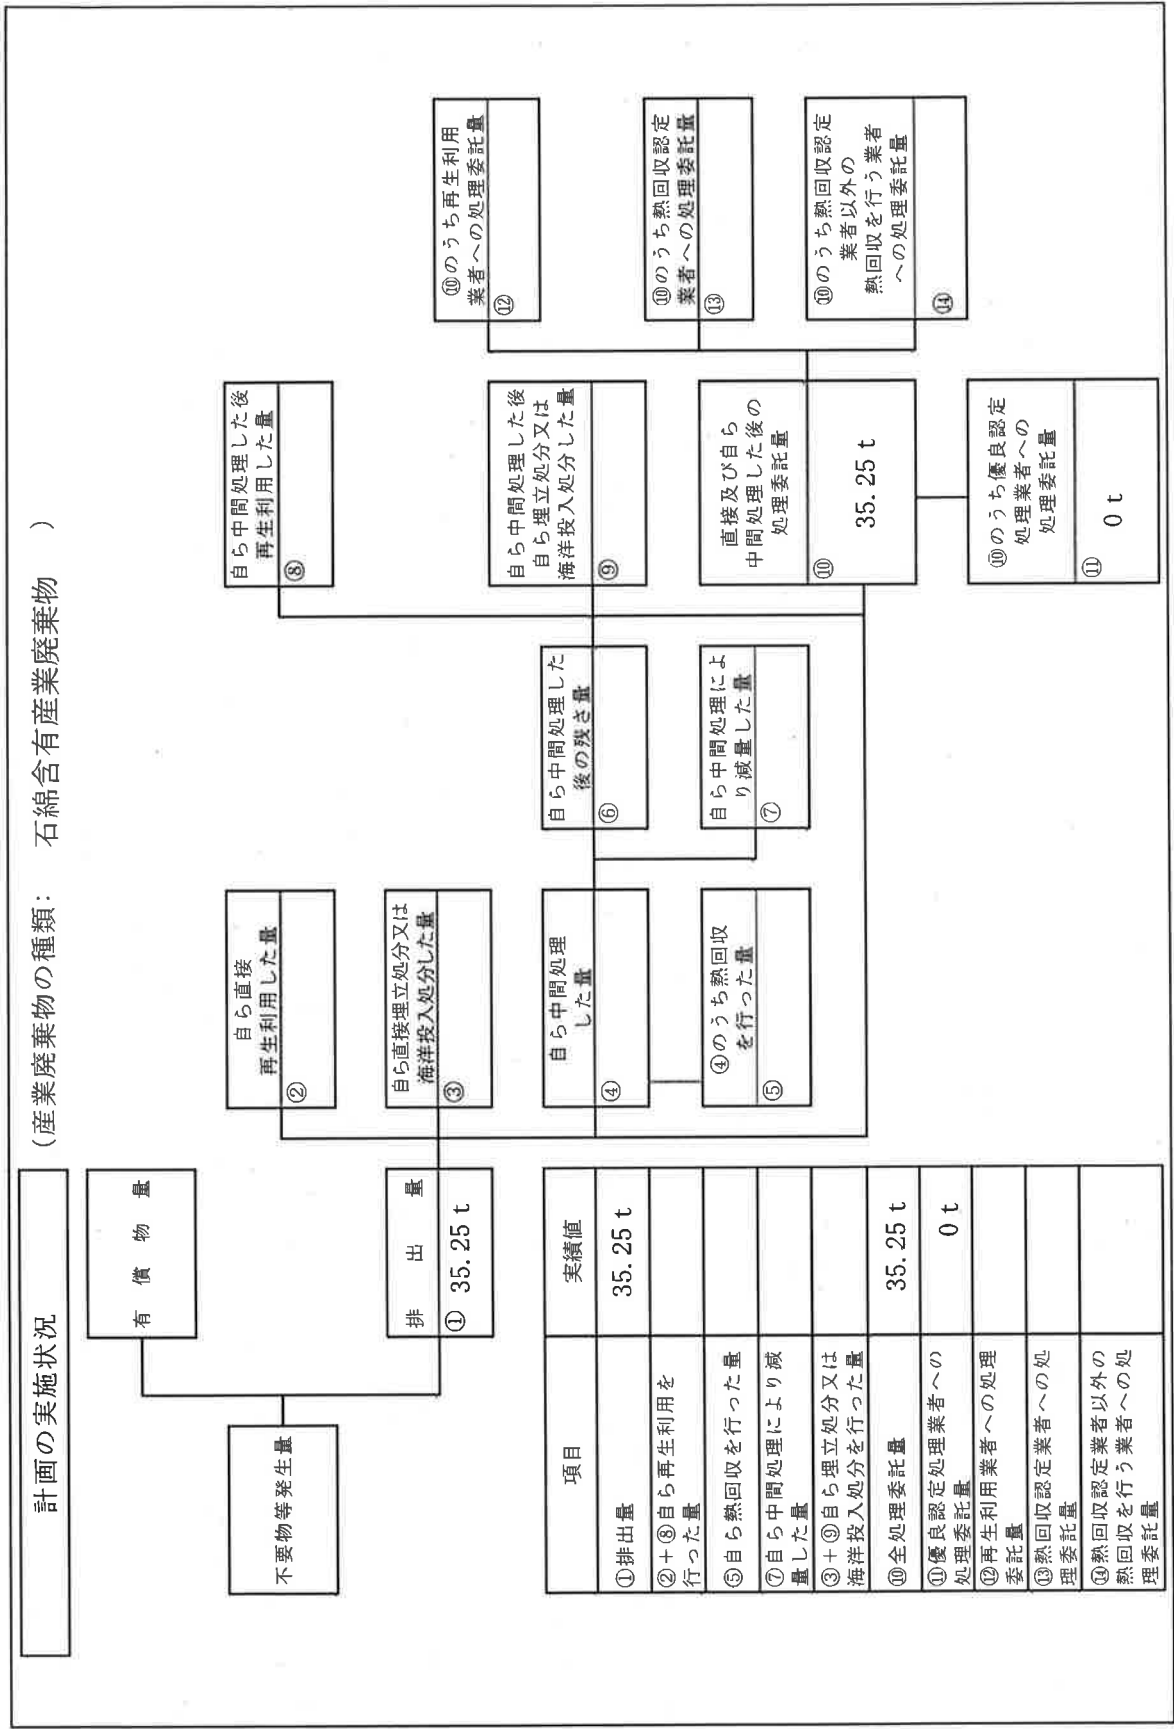 計画の実施状況
(産業廃棄物の種類: 石綿含有産業廃棄物 )
有償物量
不要物等発生量
排出量
① 35.25 t
自ら直接
再生利用した量
②
自ら直接埋立処分又は
海洋投入処分した量
③
自ら中間処理
した量
④
④のうち熱回収
を行った量
⑤
自ら中間処理した
後の残さ量
⑥
自ら中間処理によ
り減量した量
⑦
自ら中間処理した後
再生利用した量
⑧
自ら中間処理した後
自ら埋立処分又は
海洋投入処分した量
⑨
直接及び自ら
中間処理した後の
処理委託量
⑩
35.25 t
⑩のうち優良認定
処理業者への
処理委託量
⑪
0 t
⑩のうち再生利用
業者への処理委託量
⑫
⑩のうち熱回収認定
業者への処理委託量
⑬
⑩のうち熱回収認定
業者以外の
熱回収を行う業者
への処理委託量
⑭
項目 実績値
①排出量 35.25 t
②+⑧自ら再生利用を
行った量
⑤自ら熱回収を行った量
⑦自ら中間処理により減
量した量
③+⑨自ら埋立処分又は
海洋投入処分を行った量
⑩全処理委託量 35.25 t
⑪優良認定処理業者への
処理委託量 0 t
⑫再生利用業者への処理
委託量
⑬熱回収認定業者への処
理委託量
⑭熱回収認定業者以外の
熱回収を行う業者への処
理委託量